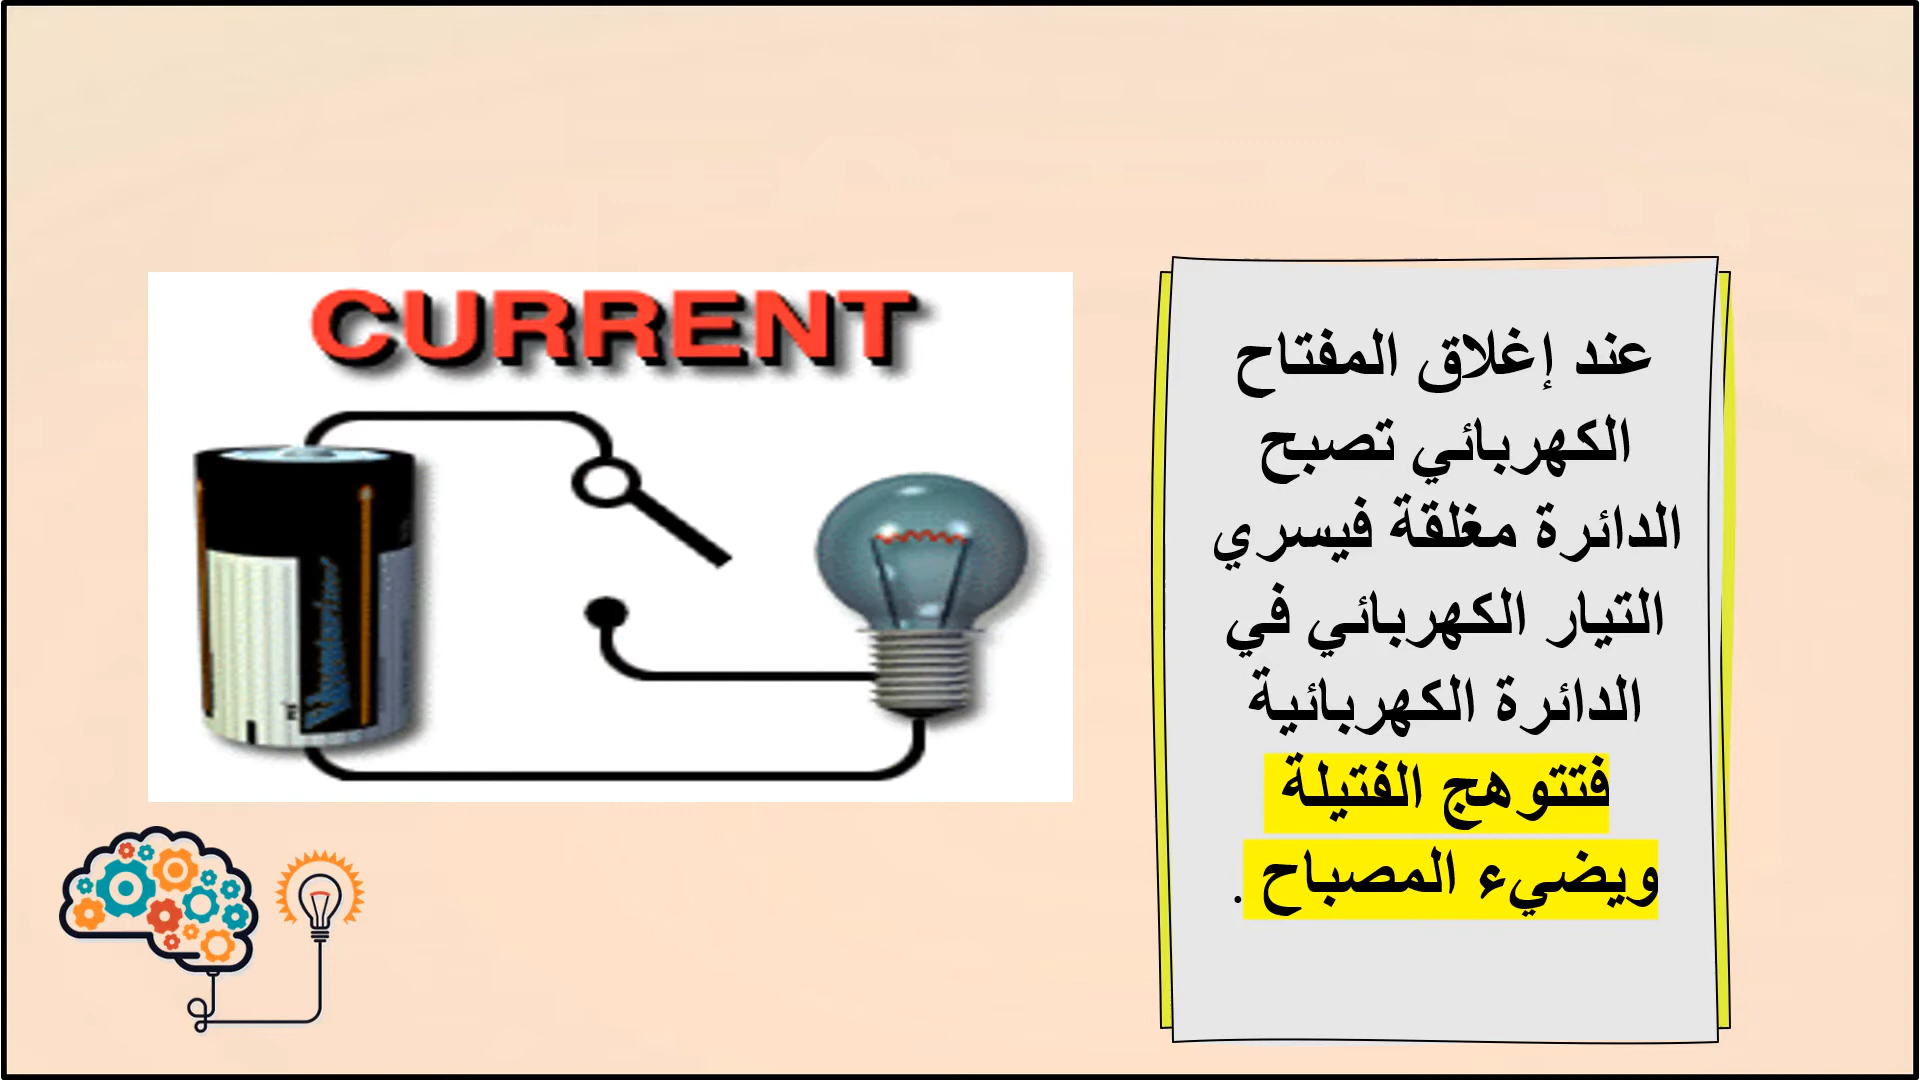 CURRENT
عند إغلاق المفتاح
الكهربائي تصبح
الدائرة مغلقة فيسري
التيار الكهربائي في
الدائرة الكهربائية
فتتوهج الفتيلة
ويضيء المصباح .